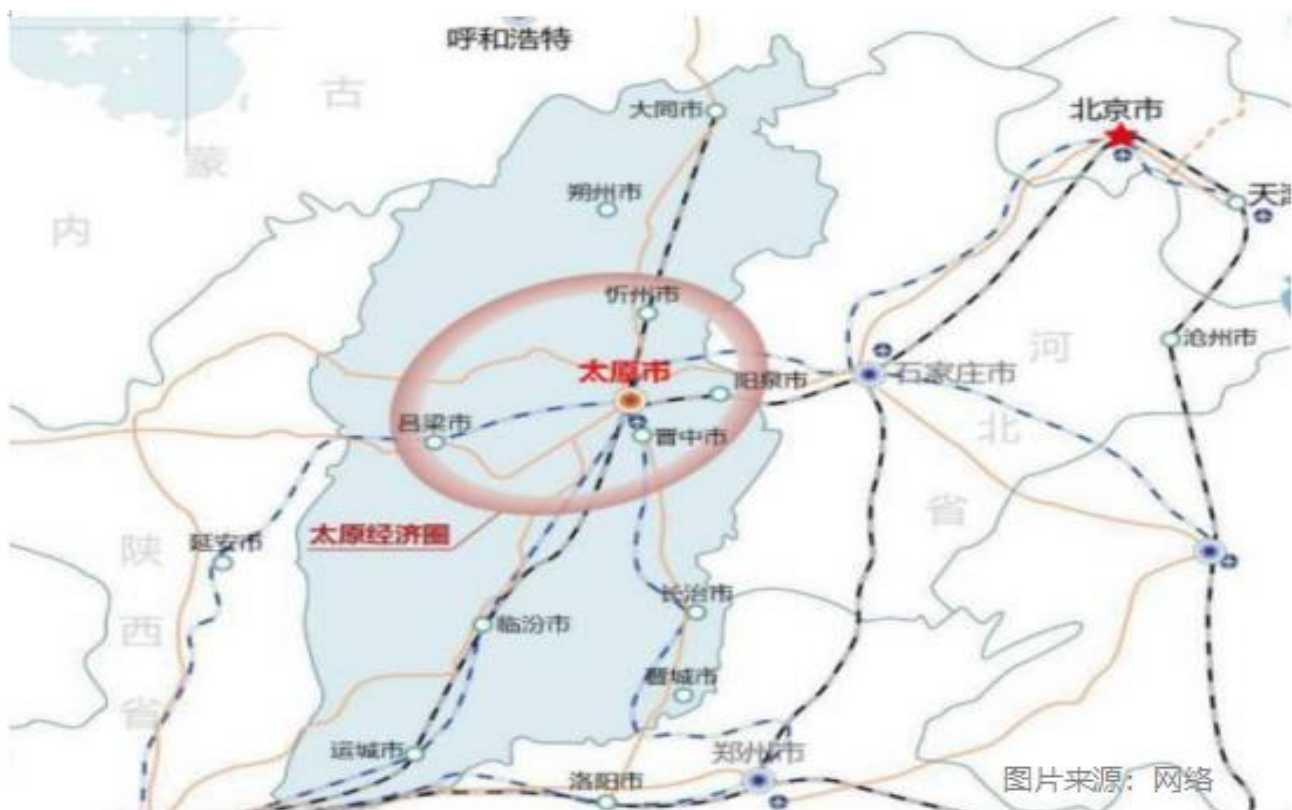 呼和浩特
古
大同市
北京市
蒙
朔州市
内
忻州市
河
沧州市
太原市
阳泉市
石家庄市
吕梁市
晋中市
北
省
太原经济圈
陕
延安市
长治市
西
临汾市
晋城市
省
运城市
郑州市
洛阳市
图片来源：网络